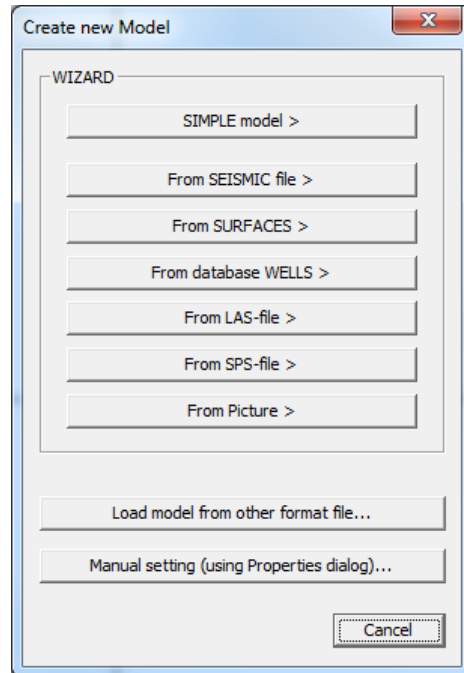 Create new Model
WIZARD
SIMPLE model >
From SEISMIC file >
From SURFACES >
From database WELLS >
From LAS-file >
From SPS-file >
From Picture >
Load model from other format file...
Manual setting (using Properties dialog)...
Cancel